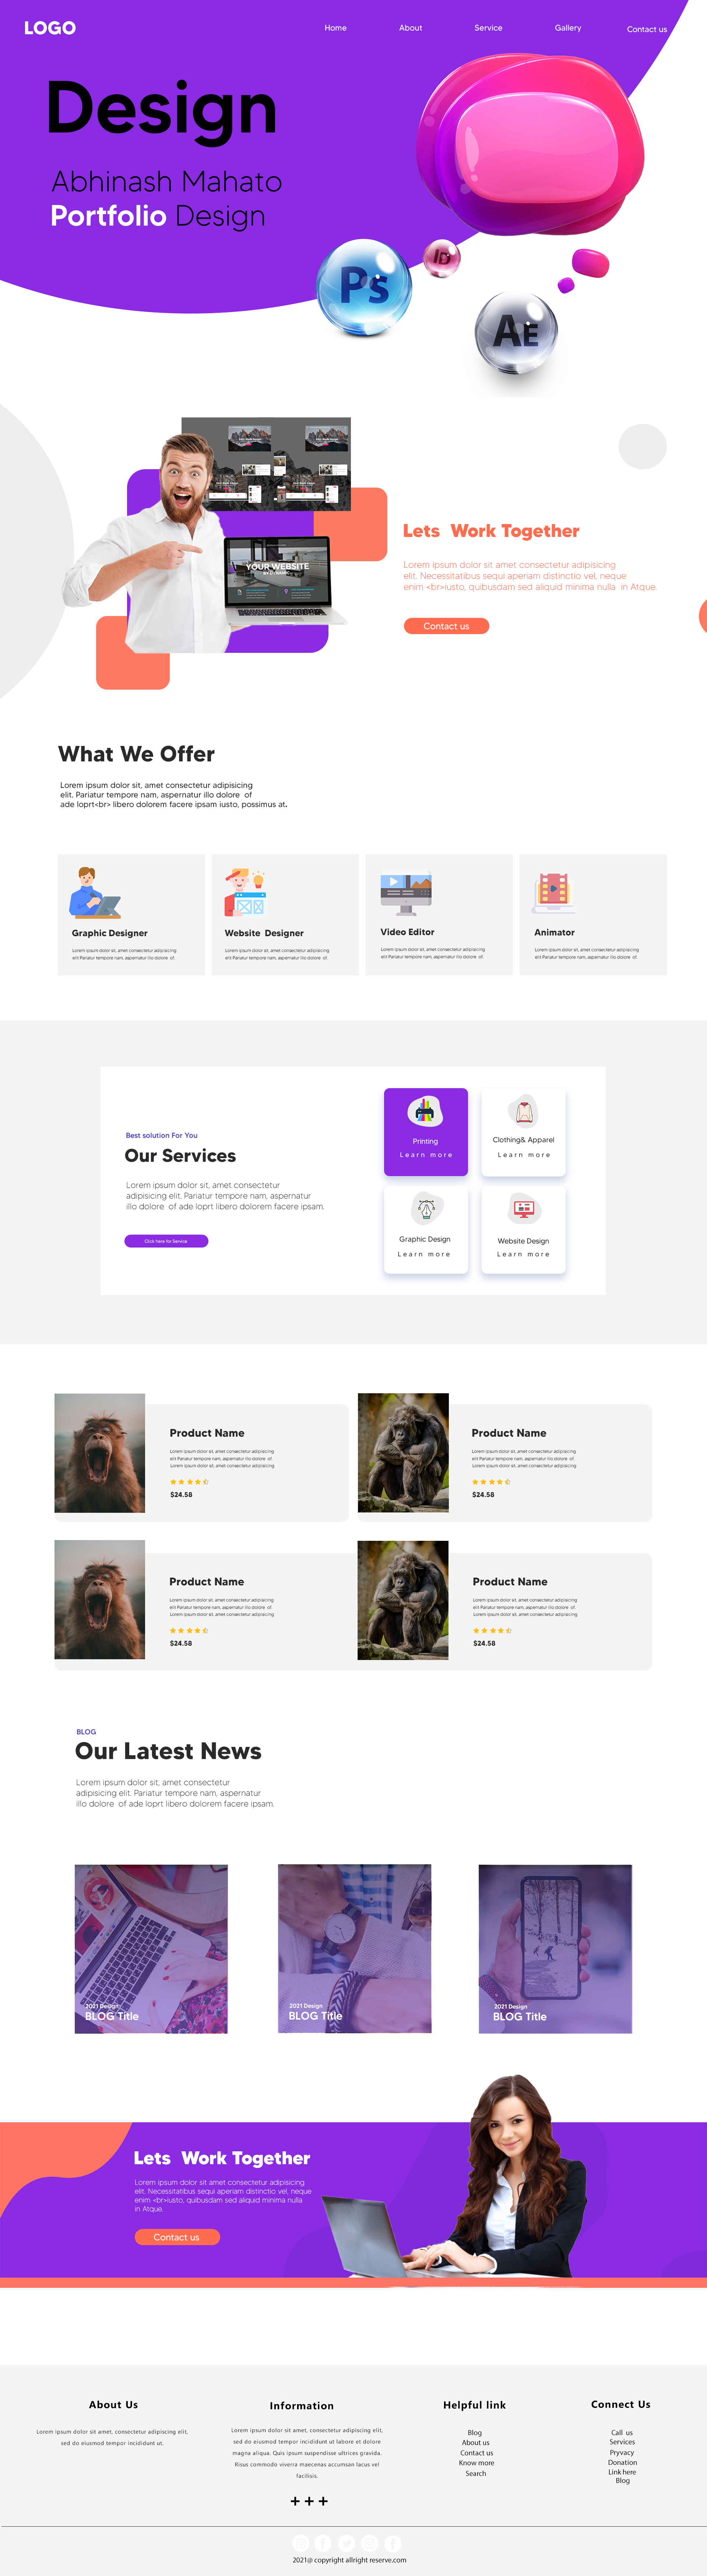 LOGO
Home About Service Gallery Contact us
Design
Abhinash Mahato
Portfolio Design
Ps
ID
AE
YOUR WEBSITE
Lets Work Together
Lorem ipsum dolor sit amet consectetur adipisicing
elit. Necessitatibus sequi aperiam distinctio vel, neque
enim <br>iusto, quibusdam sed aliquid minima nulla in Atque.
Contact us
What We Offer
Lorem ipsum dolor sit, amet consectetur adipisicing
elit. Pariatur tempore nam, aspernatur illo dolore of
ade loprt<br> libero dolorem facere ipsam iusto, possimus at.
Graphic Designer
Lorem ipsum dolor sit, amet consectetur adipisicing
elit Pariatur tempore nam, aspernatur illo dolore of.
Website Designer
Lorem ipsum dolor sit, amet consectetur adipisicing
elit Pariatur tempore nam, aspernatur illo dolore of.
Video Editor
Lorem ipsum dolor sit, amet consectetur adipisicing
elit Pariatur tempore nam, aspernatur illo dolore of.
Animator
Lorem ipsum dolor sit, amet consectetur adipisicing
elit Pariatur tempore nam, aspernatur illo dolore of.
Best solution For You
Our Services
Lorem ipsum dolor sit, amet consectetur
adipisicing elit. Pariatur tempore nam, aspernatur
illo dolore of ade loprt libero dolorem facere ipsam.
Click here for Service
Printing
Learn more
Clothing& Apparel
Learn more
Graphic Design
Learn more
Website Design
Learn more
Product Name
Lorem ipsum dolor sit, amet consectetur adipisicing
elit Pariatur tempore nam, aspernatur illo dolore of.
Lorem ipsum dolor sit, amet consectetur adipisicing
$24.58
Product Name
Lorem ipsum dolor sit, amet consectetur adipisicing
elit Pariatur tempore nam, aspernatur illo dolore of.
Lorem ipsum dolor sit, amet consectetur adipisicing
$24.58
Product Name
Lorem ipsum dolor sit, amet consectetur adipisicing
elit Pariatur tempore nam, aspernatur illo dolore of.
Lorem ipsum dolor sit, amet consectetur adipisicing
$24.58
Product Name
Lorem ipsum dolor sit, amet consectetur adipisicing
elit Pariatur tempore nam, aspernatur illo dolore of.
Lorem ipsum dolor sit, amet consectetur adipisicing
$24.58
BLOG
Our Latest News
Lorem ipsum dolor sit, amet consectetur
adipisicing elit. Pariatur tempore nam, aspernatur
illo dolore of ade loprt libero dolorem facere ipsam.
2021 Design
BLOG Title
2021 Design
BLOG Title
2021 Design
BLOG Title
Lets Work Together
Lorem ipsum dolor sit amet consectetur adipisicing
elit. Necessitatibus sequi aperiam distinctio vel, neque
enim <br>iusto, quibusdam sed aliquid minima nulla
in Atque.
Contact us
About Us
Lorem ipsum dolor sit amet, consectetur adipiscing elit,
sed do eiusmod tempor incididunt ut.
Information
Lorem ipsum dolor sit amet, consectetur adipiscing elit,
sed do eiusmod tempor incididunt ut labore et dolore
magna aliqua. Quis ipsum suspendisse ultrices gravida.
Risus commodo viverra maecenas accumsan lacus vel
facilisis.
+ + +
Helpful link
Blog
About us
Contact us
Know more
Search
Connect Us
Call us
Services
Pryvacy
Donation
Link here
Blog
2021@ copyright allright reserve.com